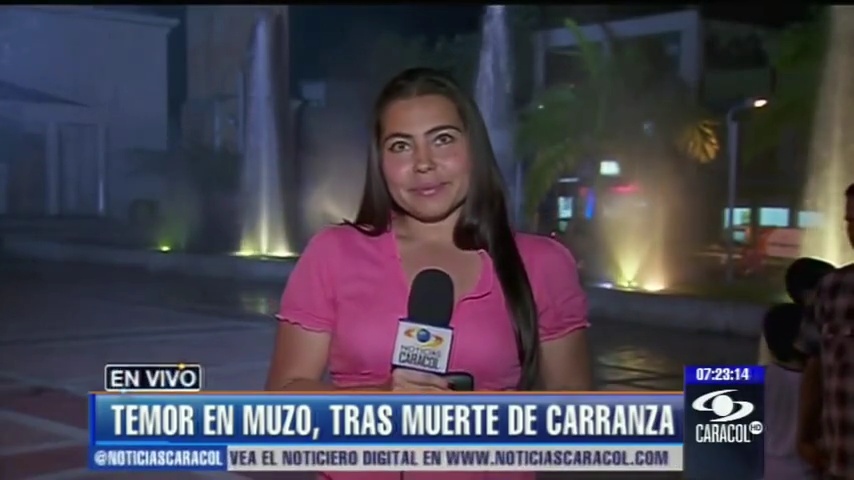 NOTICIAS
CARACOL
EN VIVO
07:23:14
TEMOR EN MUZO, TRAS MUERTE DE CARRANZA
CARACOL HD
@NOTICIASCARACOL VEA EL NOTICIERO DIGITAL EN WWW.NOTICIASCARACOL.COM